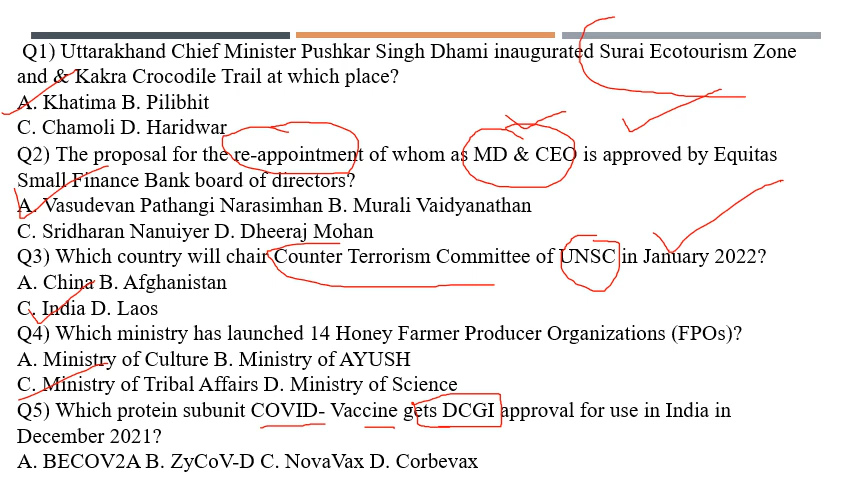 Q1) Uttarakhand Chief Minister Pushkar Singh Dhami inaugurated Surai Ecotourism Zone
and & Kakra Crocodile Trail at which place?
A. Khatima B. Pilibhit
C. Chamoli D. Haridwar
Q2) The proposal for the re-appointment of whom as MD & CEO is approved by Equitas
Small Finance Bank board of directors?
A. Vasudevan Pathangi Narasimhan B. Murali Vaidyanathan
C. Sridharan Nanuiyer D. Dheeraj Mohan
Q3) Which country will chair Counter Terrorism Committee of UNSC in January 2022?
A. China B. Afghanistan
C. India D. Laos
Q4) Which ministry has launched 14 Honey Farmer Producer Organizations (FPOs)?
A. Ministry of Culture B. Ministry of AYUSH
C. Ministry of Tribal Affairs D. Ministry of Science
Q5) Which protein subunit COVID- Vaccine gets DCGI approval for use in India in
December 2021?
A. BECOV2A B. ZyCoV-D C. NovaVax D. Corbevax